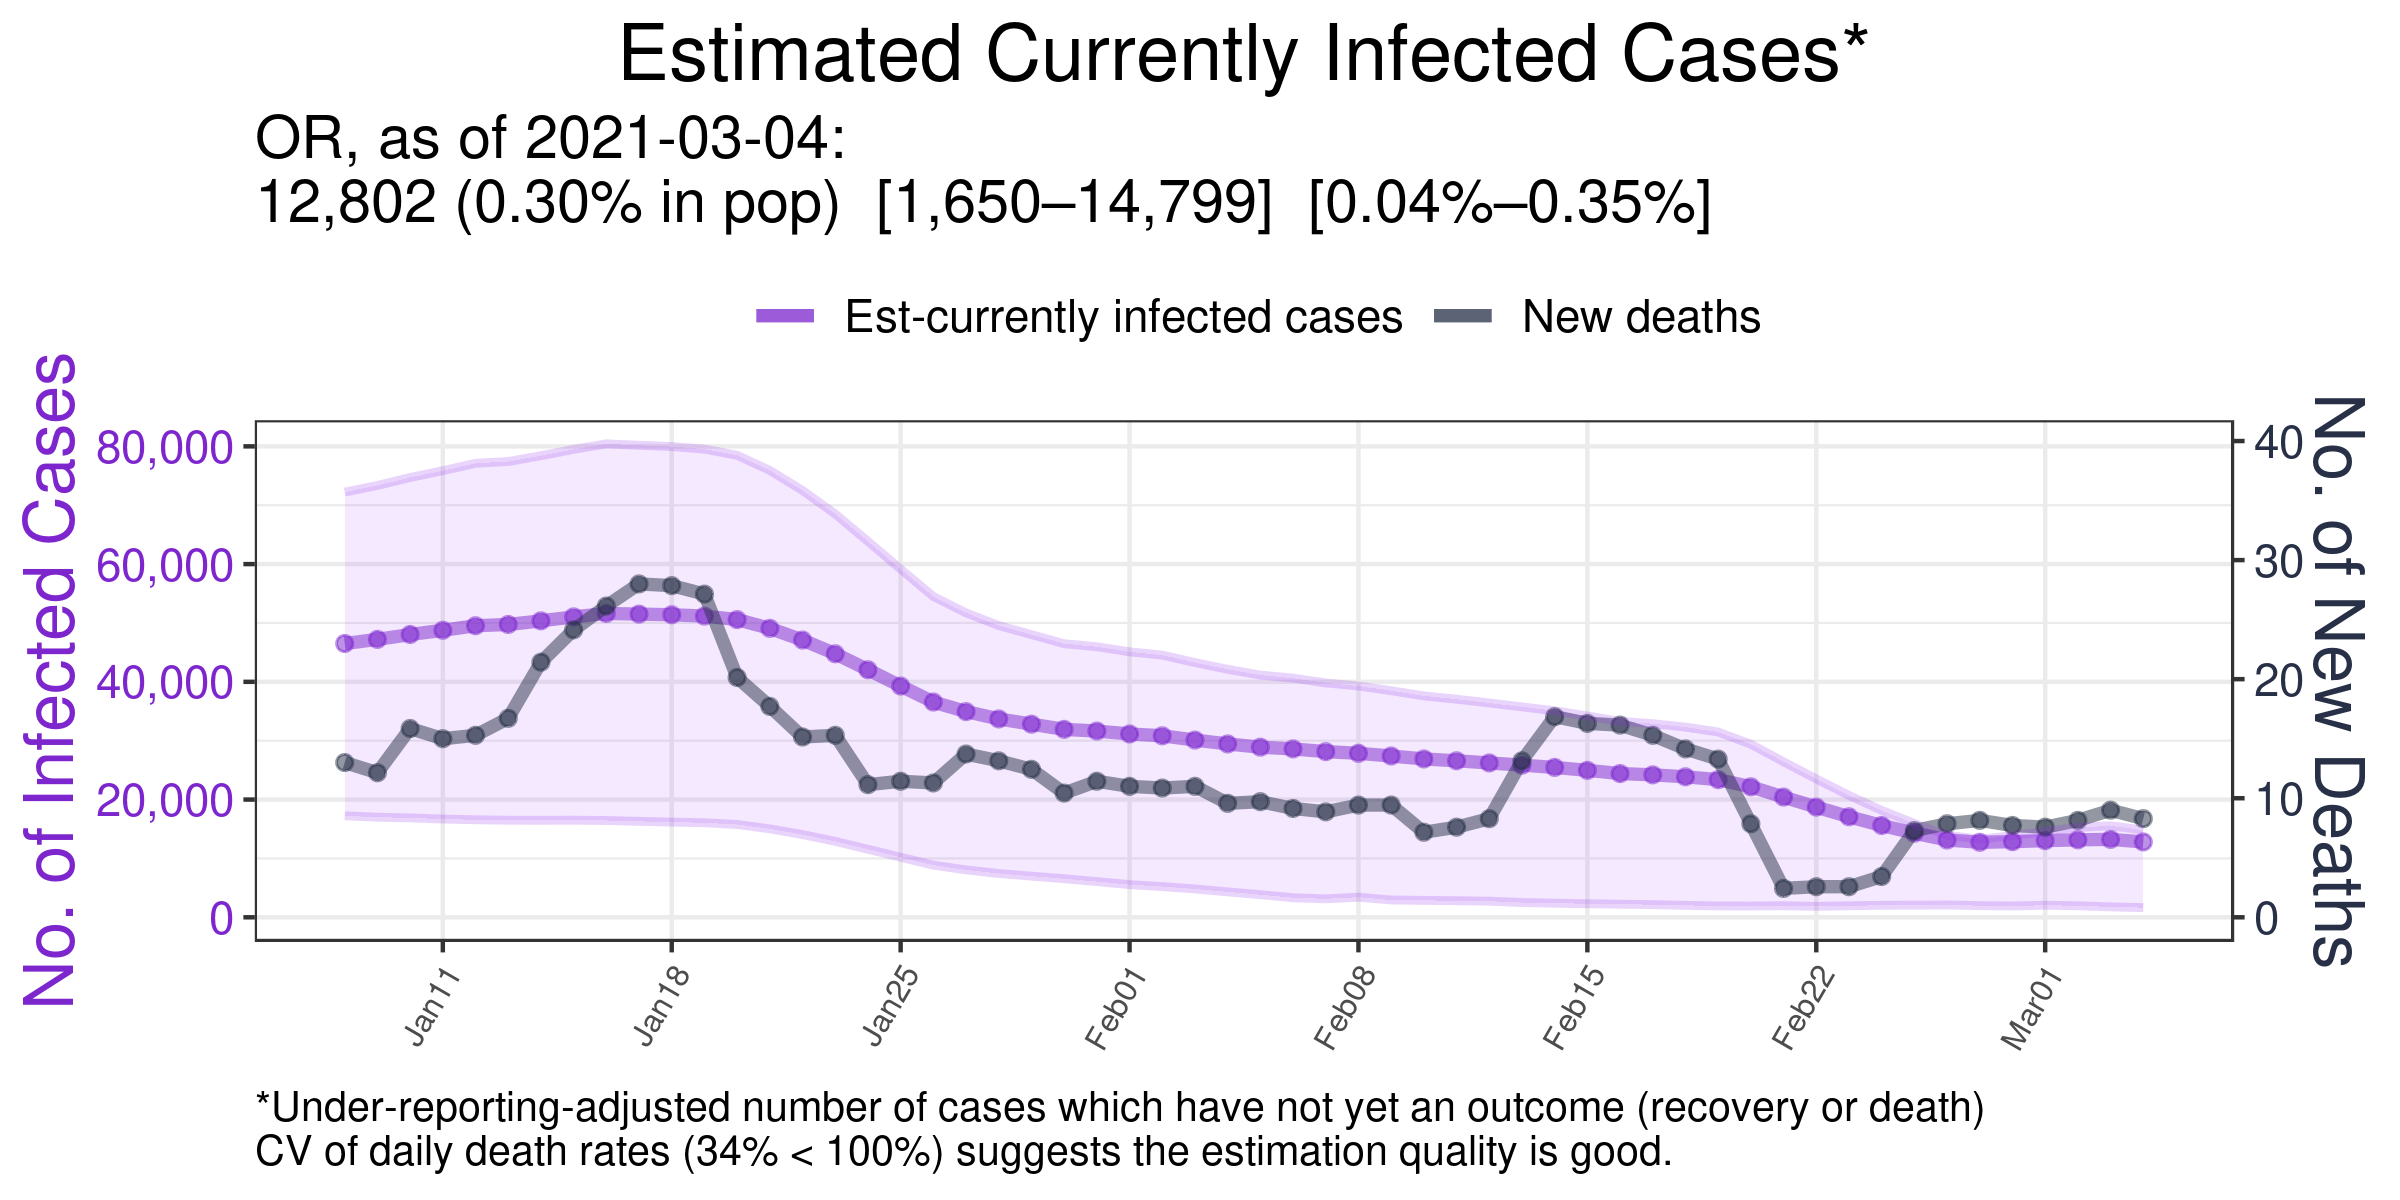 Estimated Currently Infected Cases*
OR, as of 2021-03-04:
12,802 (0.30% in pop)  [1,650–14,799]  [0.04%–0.35%]
Est-currently infected cases
New deaths
No. of Infected Cases
80,000
60,000
40,000
20,000
0
40
30
20
10
0
No. of New Deaths
Jan11
Jan18
Jan25
Feb01
Feb08
Feb15
Feb22
Mar01
*Under-reporting-adjusted number of cases which have not yet an outcome (recovery or death)
CV of daily death rates (34% < 100%) suggests the estimation quality is good.